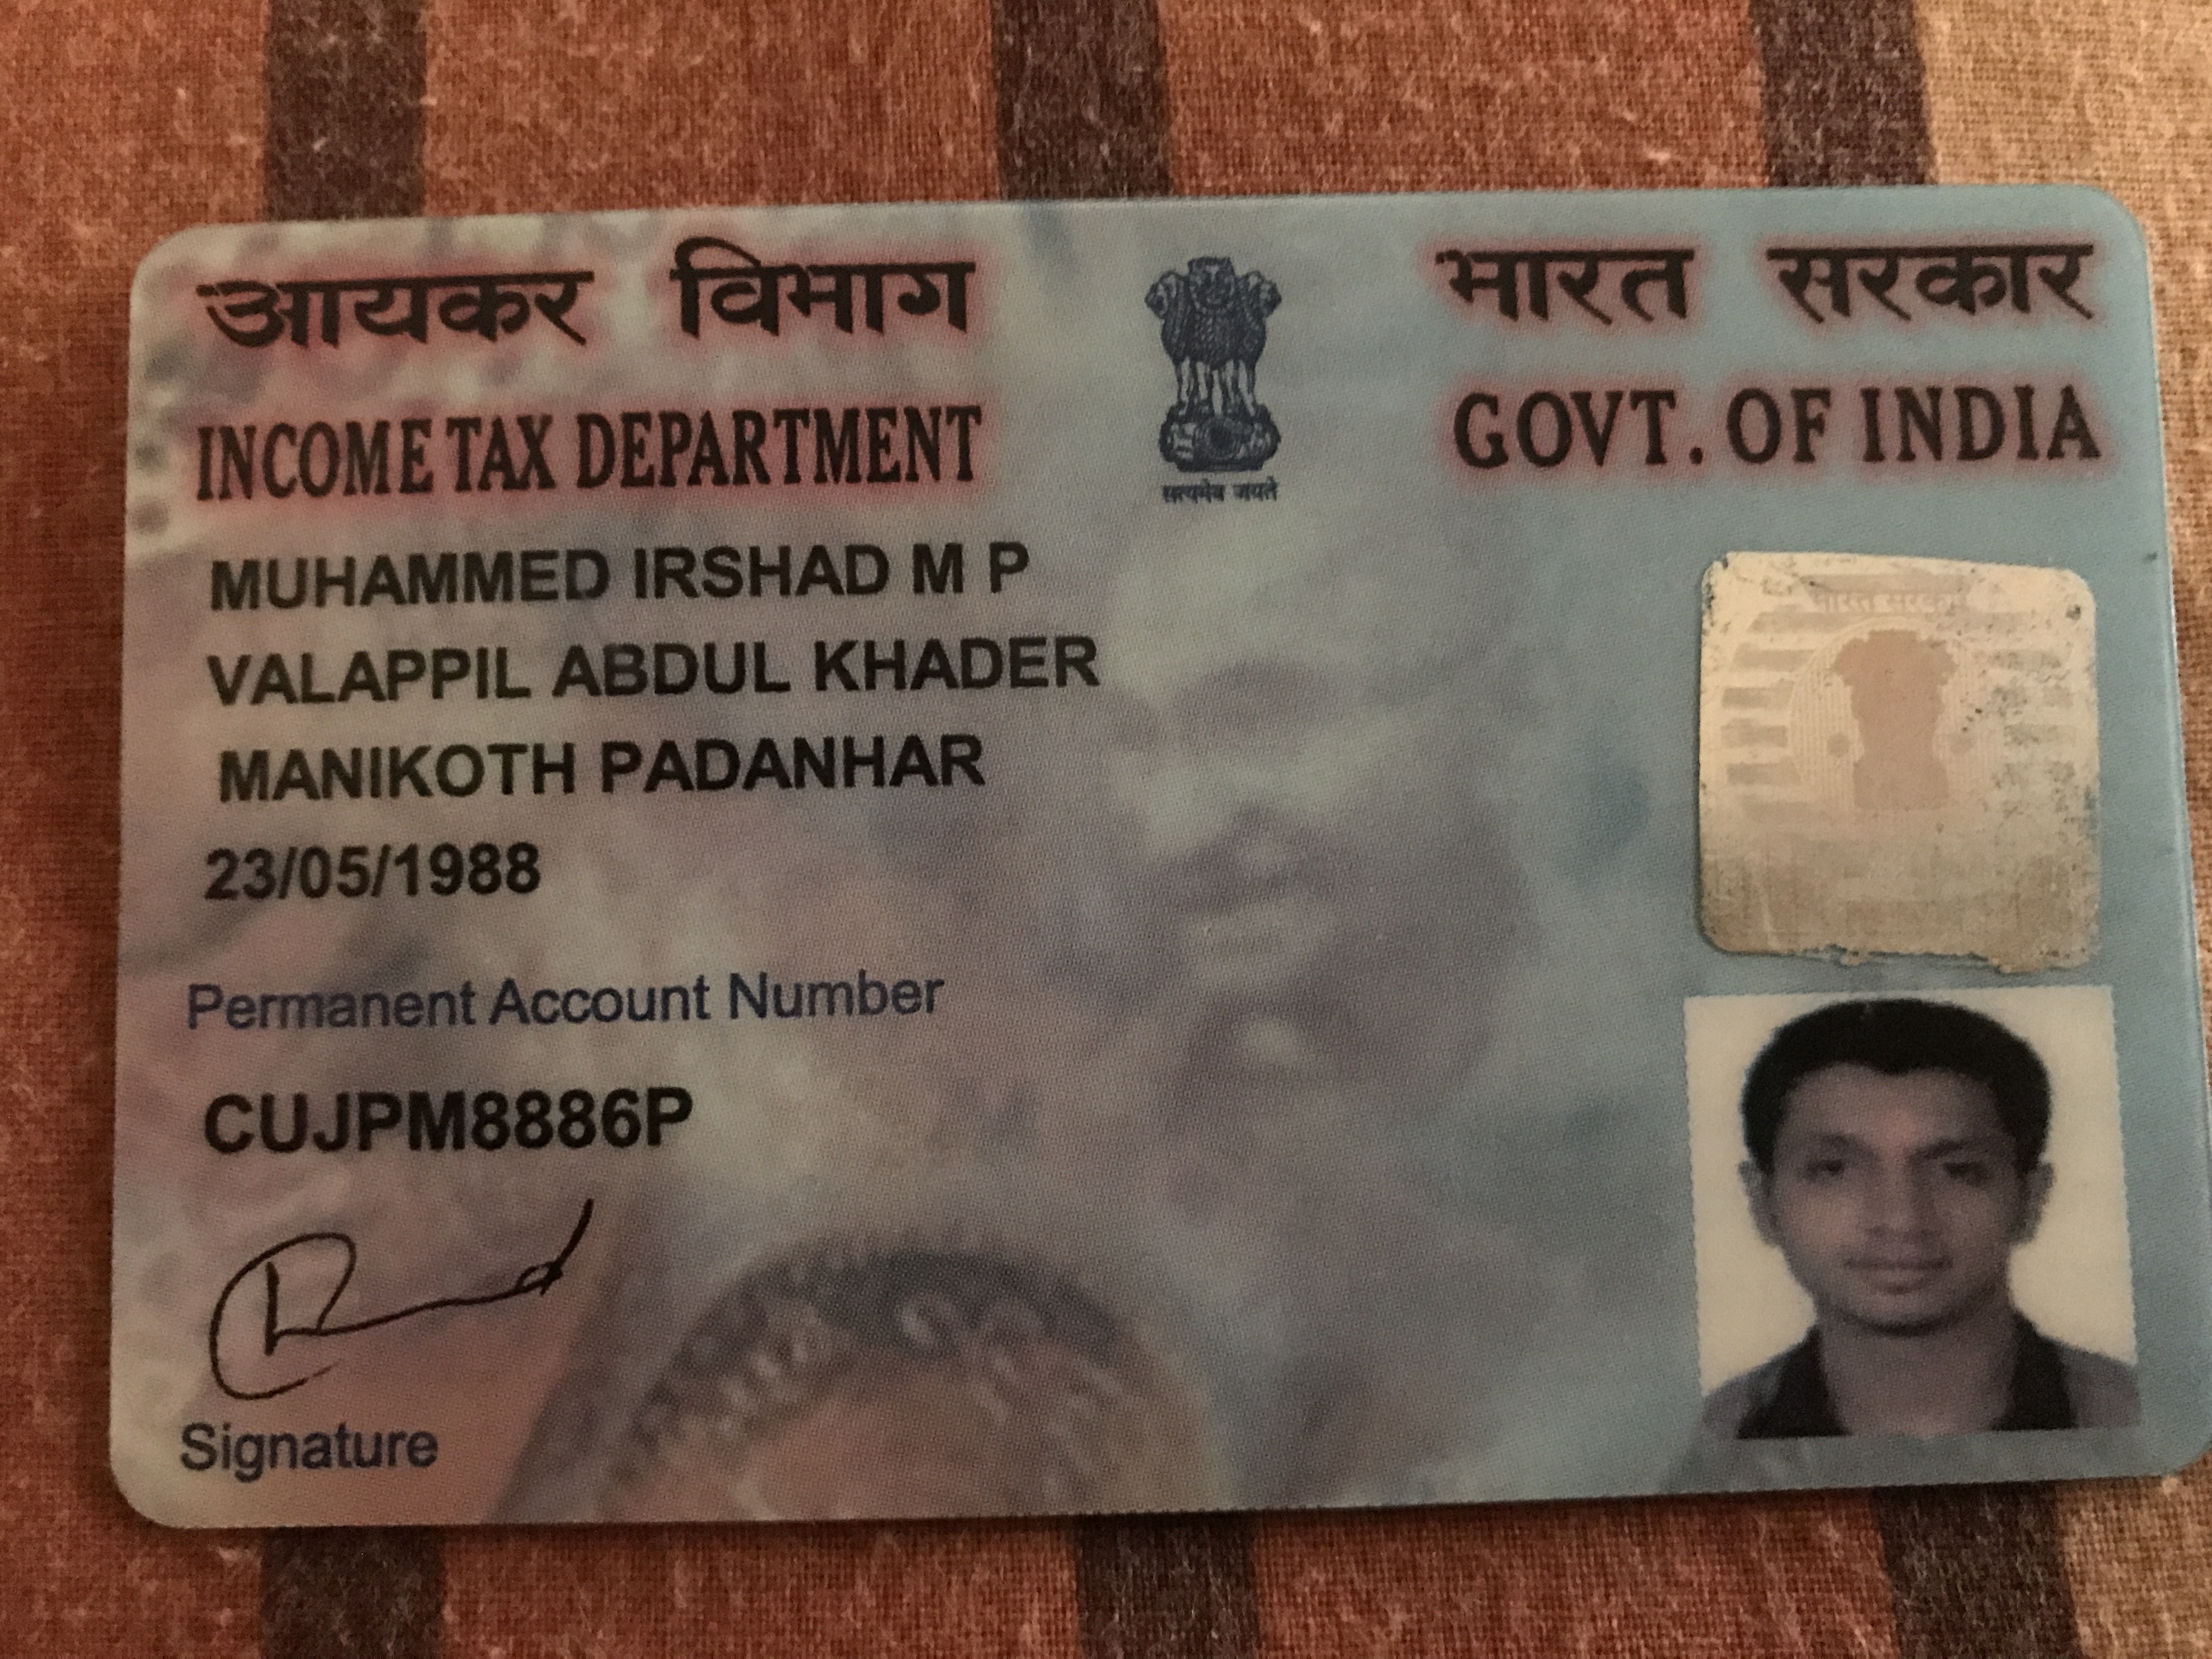 आयकर विभाग
INCOME TAX DEPARTMENT
सत्यमेव जयते
भारत सरकार
GOVT. OF INDIA
MUHAMMED IRSHAD M P
VALAPPIL ABDUL KHADER
MANIKOTH PADANHAR
23/05/1988
Permanent Account Number
CUJPM8886P
Signature